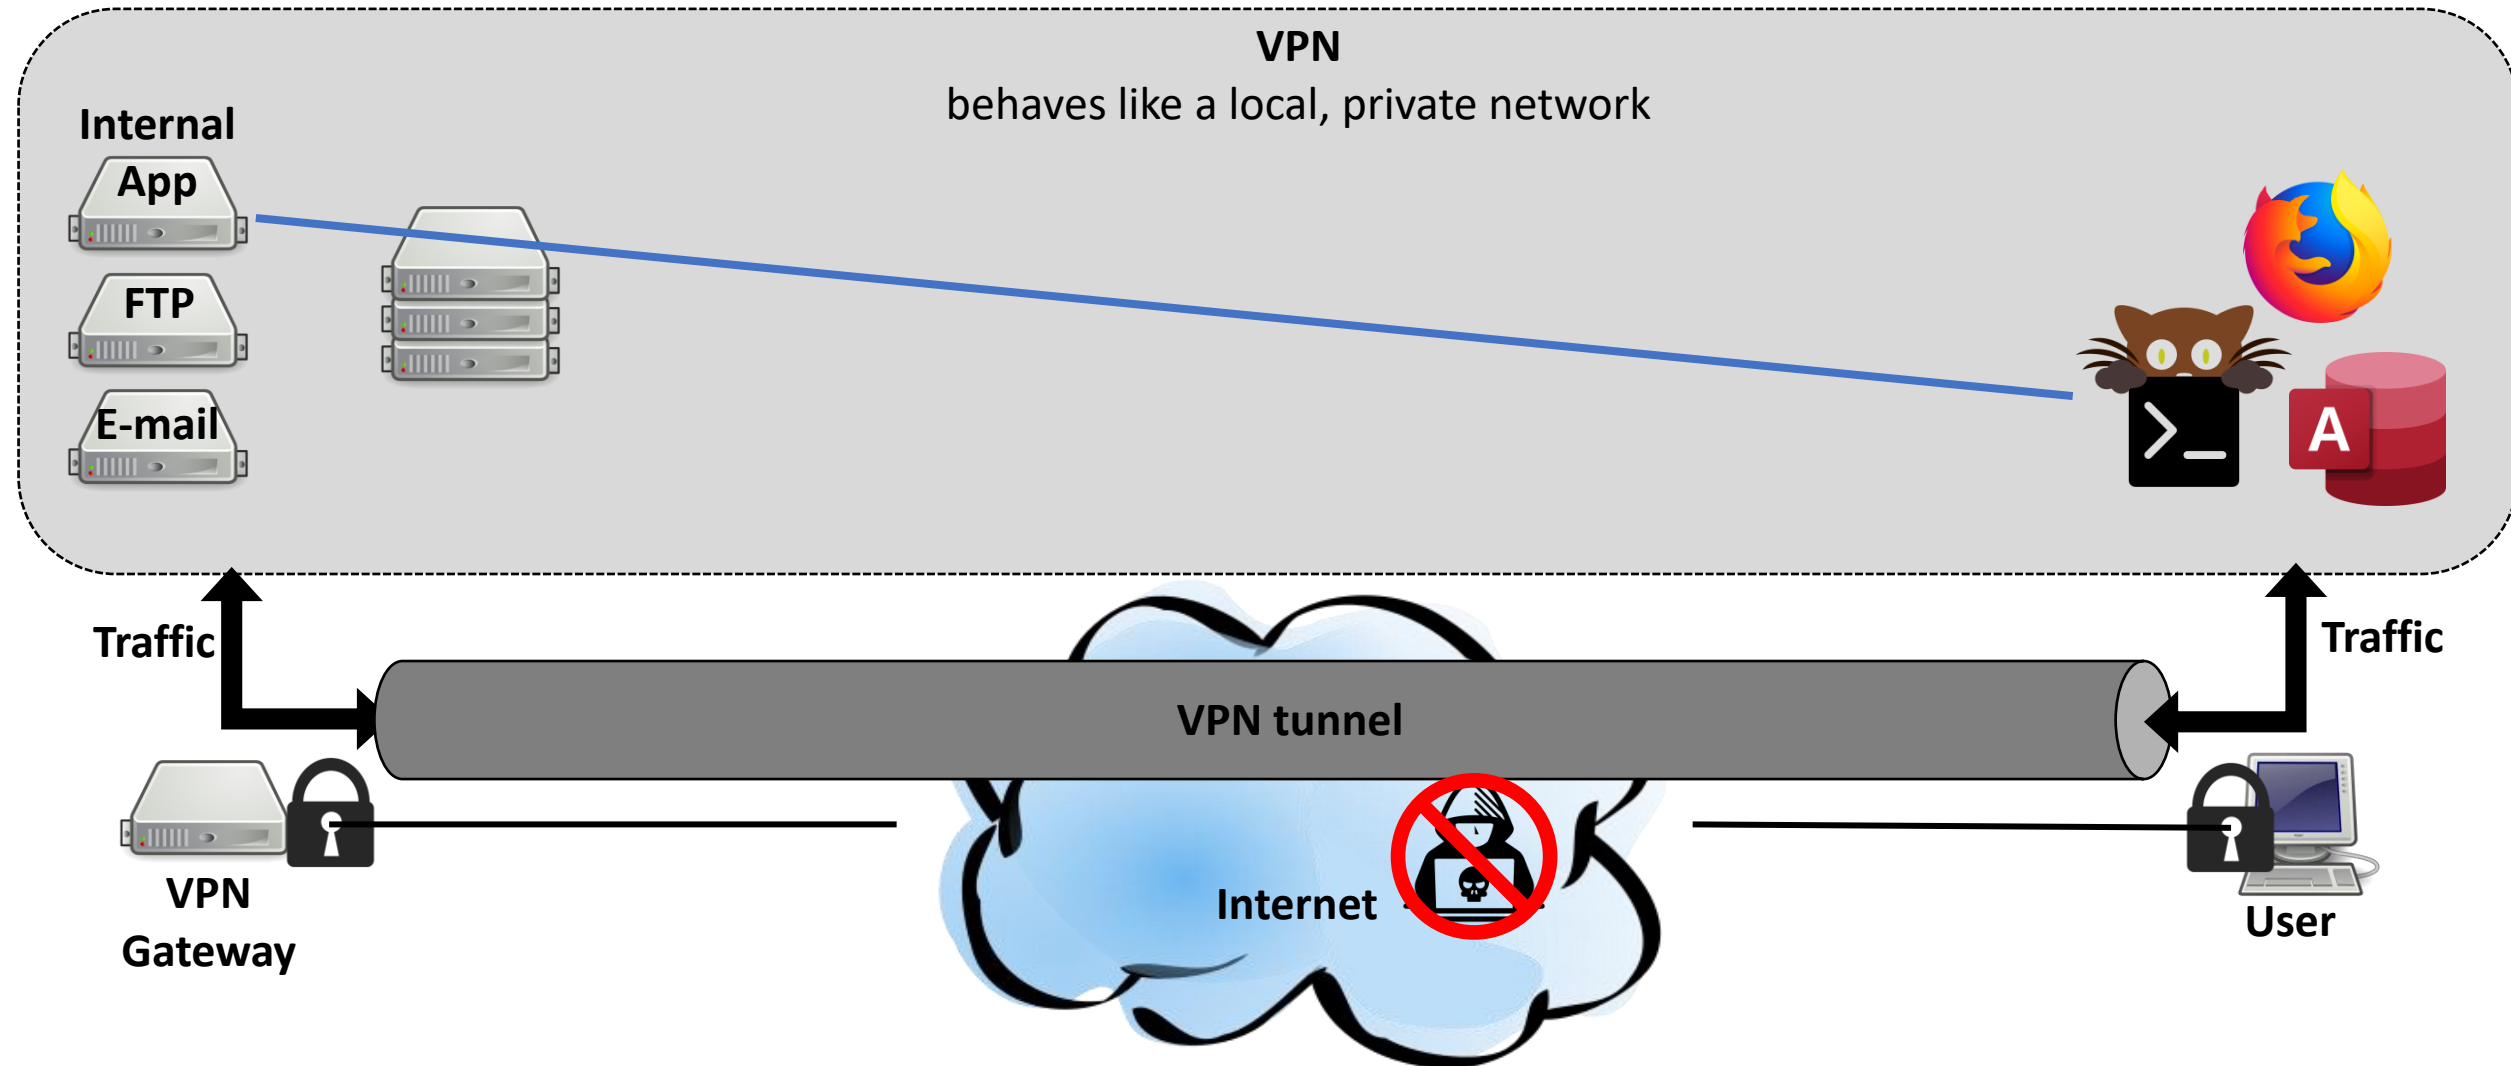 VPN
behaves like a local, private network
Internal
App
FTP
E-mail
>_
A
Traffic
Traffic
VPN tunnel
VPN
Gateway
Internet
User